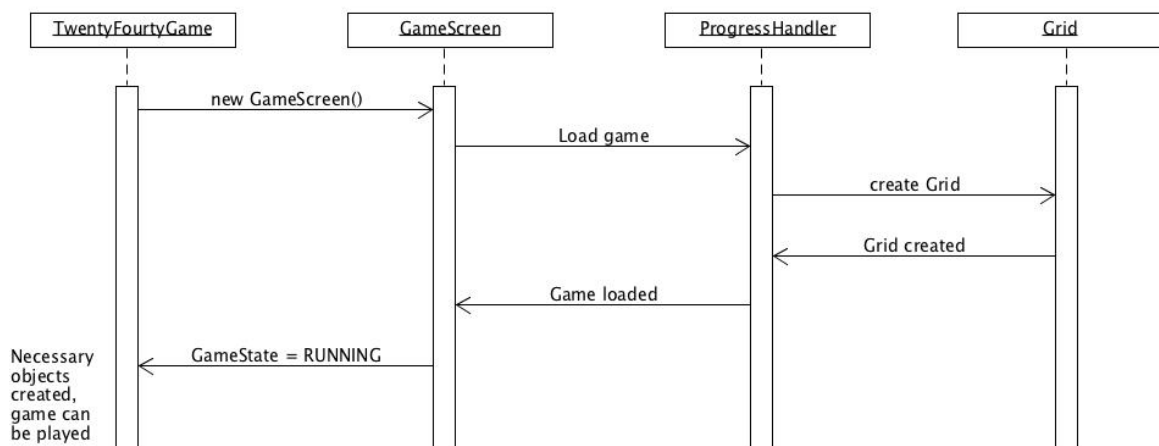 TwentyFourtyGame
GameScreen
ProgressHandler
Grid
new GameScreen()
Load game
create Grid
Grid created
Game loaded
GameState = RUNNING
Necessary
objects
created,
game can
be played